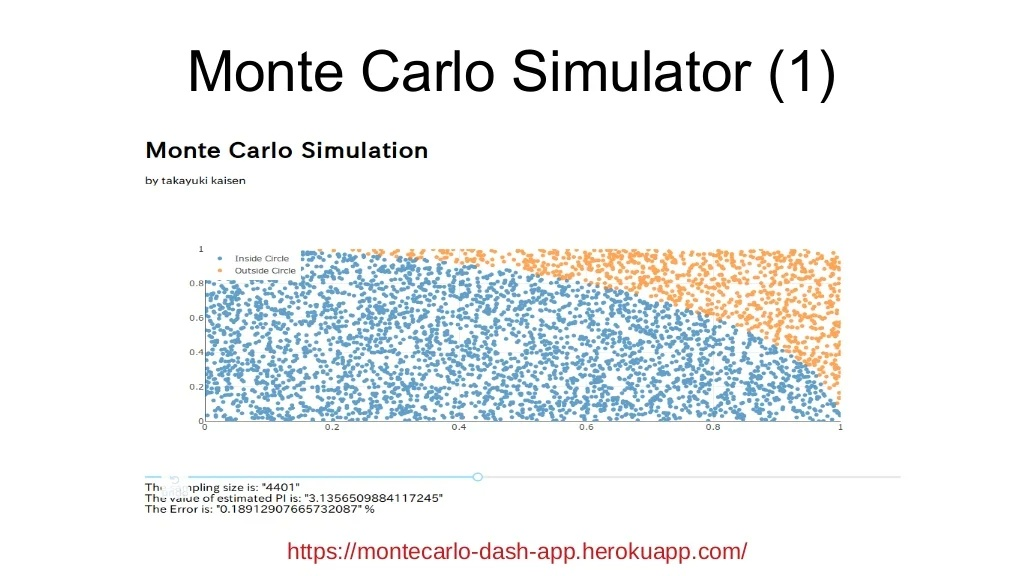 Monte Carlo Simulator (1)
Monte Carlo Simulation
by takayuki kaisen
1
Inside Circle
Outside Circle
0.8
0.6
0.4
0.2
0
0 0.2 0.4 0.6 0.8 1
sampling size is: "4401"
The value of estimated PI is: "3.1356509884117245"
The Error is: "0.18912907665732087" %
https://montecarlo-dash-app.herokuapp.com/